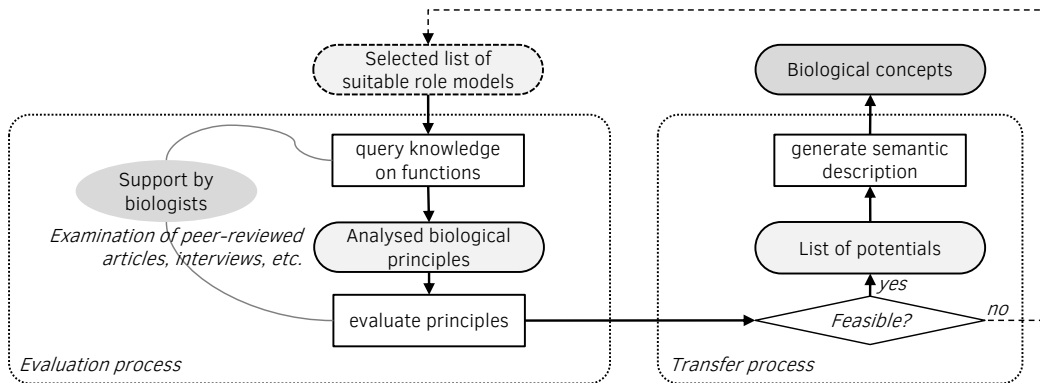 Selected list of
suitable role models
query knowledge
on functions
Support by
biologists
Examination of peer-reviewed
articles, interviews, etc.
Analysed biological
principles
evaluate principles
Evaluation process
Biological concepts
generate semantic
description
List of potentials
yes
Feasible?
no
Transfer process